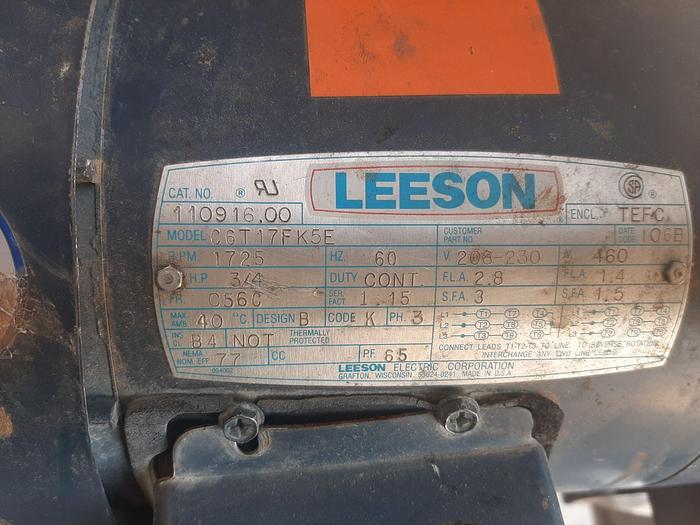 CAT. NO. ® LEESON ®
110916.00 ENCL. TEFC
MODEL C6T17FK5E CUSTOMER PART NO. DATE CODE
R.P.M. 1725 HZ. 60 V. 208-230 V. 460
H.P. 3/4 DUTY CONT. F.L.A. 2.8 F.L.A. 1.4
FR. C56C SER. FACT. 1.15 S.F.A. 3 S.F.A. 1.5
MAX. AMB. 40 °C. DESIGN B CODE K PH. 3
INS. CL. B4 NOT THERMALLY PROTECTED
CONNECT LEADS T1-T2-T3 TO LINE TO REVERSE ROTATION
INTERCHANGE ANY TWO LINE LEADS.
NEMA NOM. EFF. 77 CC P.F. 65
LEESON ELECTRIC CORPORATION
GRAFTON, WISCONSIN 53024-0241 MADE IN U.S.A.